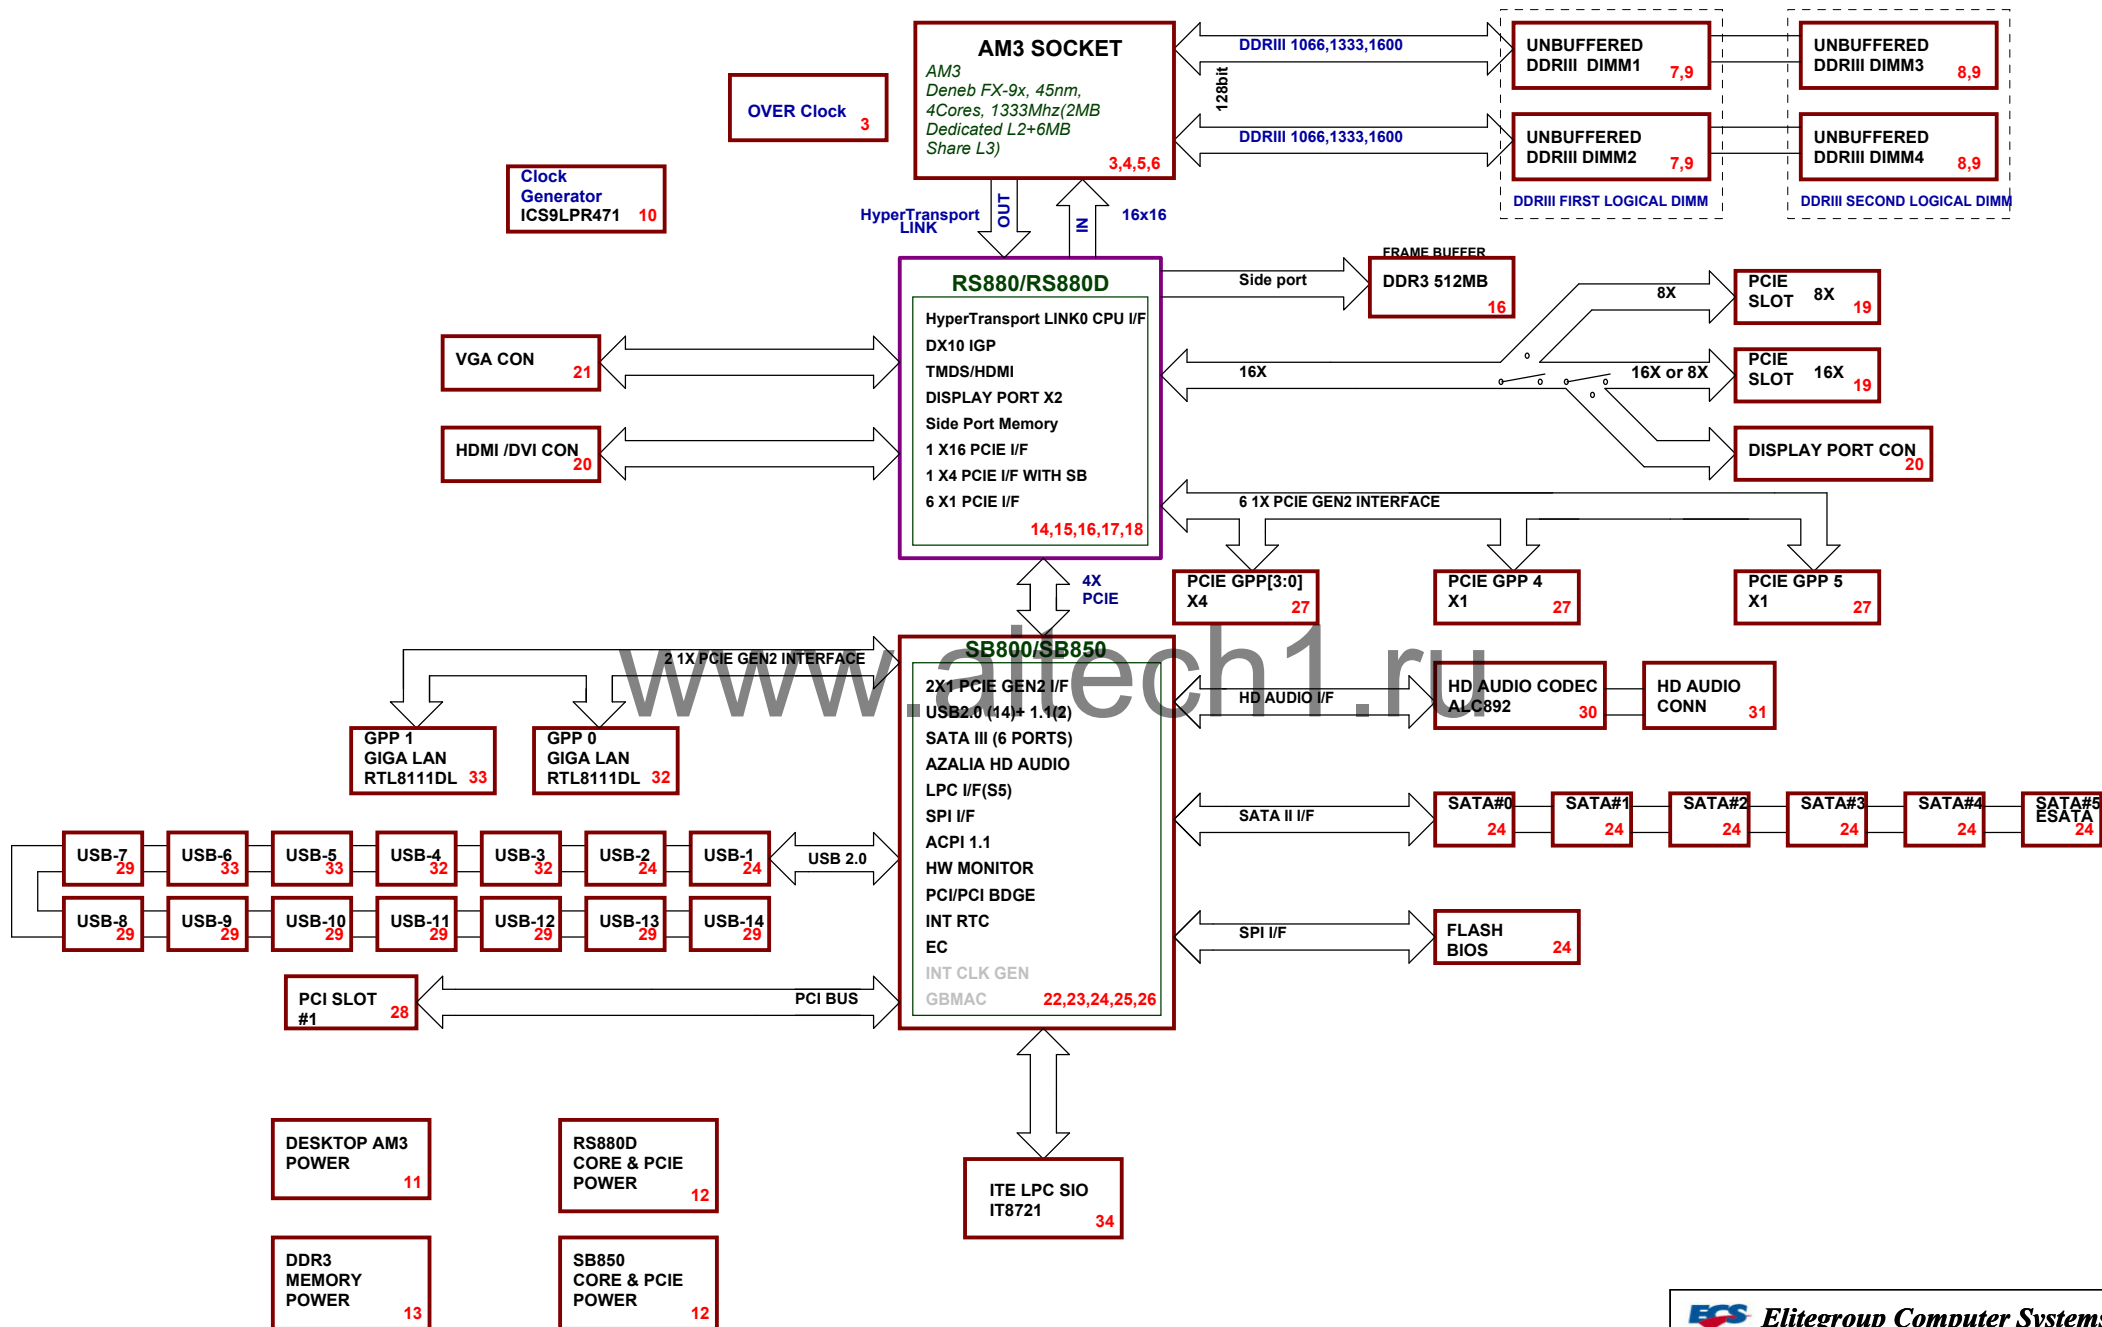 AM3 SOCKET
AM3
Deneb FX-9x, 45nm,
4Cores, 1333Mhz(2MB
Dedicated L2+6MB
Share L3)
3,4,5,6
OVER Clock 3
Clock
Generator
ICS9LPR471 10
DDRIII 1066,1333,1600
128bit
DDRIII 1066,1333,1600
UNBUFFERED
DDRIII DIMM1 7,9
UNBUFFERED
DDRIII DIMM3 8,9
UNBUFFERED
DDRIII DIMM2 7,9
UNBUFFERED
DDRIII DIMM4 8,9
DDRIII FIRST LOGICAL DIMM
DDRIII SECOND LOGICAL DIMM
HyperTransport
LINK
OUT
IN
16x16
RS880/RS880D
HyperTransport LINK0 CPU I/F
DX10 IGP
TMDS/HDMI
DISPLAY PORT X2
Side Port Memory
1 X16 PCIE I/F
1 X4 PCIE I/F WITH SB
6 X1 PCIE I/F
14,15,16,17,18
Side port
FRAME BUFFER
DDR3 512MB
16
VGA CON
21
HDMI /DVI CON
20
16X
8X
16X or 8X
PCIE
SLOT 8X
19
PCIE
SLOT 16X
19
DISPLAY PORT CON
20
6 1X PCIE GEN2 INTERFACE
PCIE GPP[3:0]
X4 27
PCIE GPP 4
X1 27
PCIE GPP 5
X1 27
4X
PCIE
www.aitech1.ru
SB800/SB850
2X1 PCIE GEN2 I/F
USB2.0 (14)+ 1.1(2)
SATA III (6 PORTS)
AZALIA HD AUDIO
LPC I/F(S5)
SPI I/F
ACPI 1.1
HW MONITOR
PCI/PCI BDGE
INT RTC
EC
INT CLK GEN
GBMAC 22,23,24,25,26
2 1X PCIE GEN2 INTERFACE
GPP 1
GIGA LAN
RTL8111DL 33
GPP 0
GIGA LAN
RTL8111DL 32
HD AUDIO I/F
HD AUDIO CODEC
ALC892 30
HD AUDIO
CONN
31
SATA II I/F
SATA#0
24
SATA#1
24
SATA#2
24
SATA#3
24
SATA#4
24
SATA#5
ESATA
24
USB 2.0
USB-7
29
USB-6
33
USB-5
33
USB-4
32
USB-3
32
USB-2
24
USB-1
24
USB-8
29
USB-9
29
USB-10
29
USB-11
29
USB-12
29
USB-13
29
USB-14
29
SPI I/F
FLASH
BIOS 24
PCI SLOT
#1 28
PCI BUS
ITE LPC SIO
IT8721
34
DESKTOP AM3
POWER
11
RS880D
CORE & PCIE
POWER
12
DDR3
MEMORY
POWER
13
SB850
CORE & PCIE
POWER
12
ECS Elitegroup Computer Systems